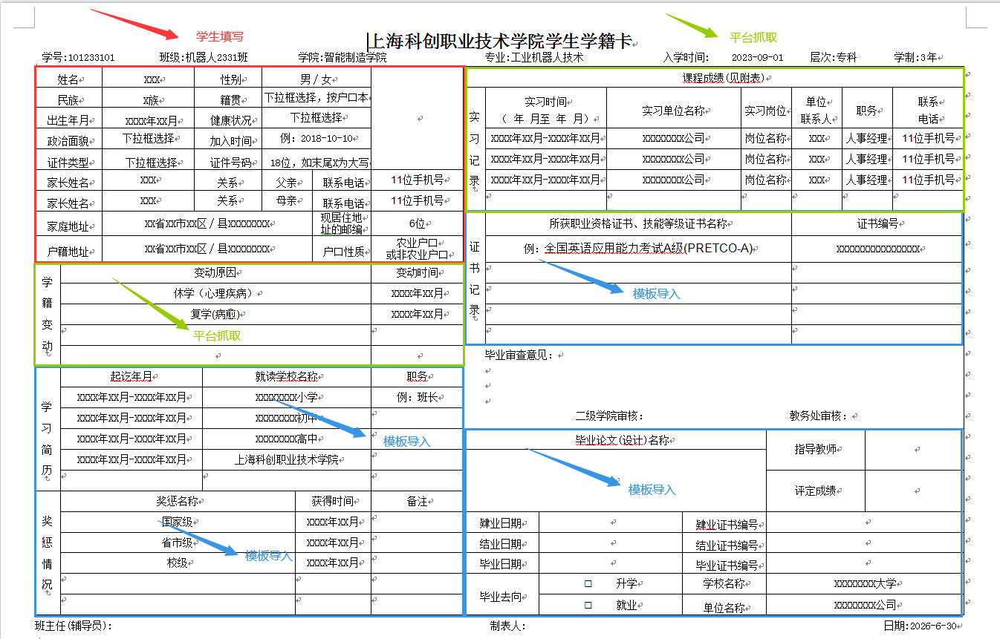 学生填写
平台抓取
上海科创职业技术学院学生学籍卡
学号:101233101 班级:机器人2331班 学院:智能制造学院 专业:工业机器人技术 入学时间: 2023-09-01 层次:专科 学制:3年
姓名 XXX 性别 男 / 女
民族 X族 籍贯 下拉框选择，按户口本
出生年月 XXXX年XX月 健康状况 下拉框选择
政治面貌 下拉框选择 加入时间 例: 2018-10-10
证件类型 下拉框选择 证件号码 18位，如末尾X为大写
家长姓名 XXX 关系 父亲 联系电话 11位手机号
家长姓名 XXX 关系 母亲 联系电话 11位手机号
家庭地址 XX省XX市XX区 / 县XXXXXXXX 现居住地
址的邮编 6位
户籍地址 XX省XX市XX区 / 县XXXXXXXX 户口性质 农业户口
或非农业户口
学籍变动
变动原因 变动时间
休学（心理疾病） XXXX年XX月
复学(病愈) XXXX年XX月
平台抓取
学习简历
起讫年月 就读学校名称 职务
XXXX年XX月-XXXX年XX月 XXXXXXXX小学 例: 班长
XXXX年XX月-XXXX年XX月 XXXXXXXX初中
XXXX年XX月-XXXX年XX月 XXXXXXXX高中
模板导入
XXXX年XX月-XXXX年XX月 上海科创职业技术学院
奖惩情况
奖惩名称 获得时间 备注
国家级 XXXX年XX月
省市级 XXXX年XX月
模板导入
校级 XXXX年XX月
课程成绩(见附表)
实习记录
实习时间
（ 年 月至 年 月） 实习单位名称 实习岗位 单位
联系人 职务 联系
电话
XXXX年XX月-XXXX年XX月 XXXXXXXX公司 岗位名称 XXX 人事经理 11位手机号
XXXX年XX月-XXXX年XX月 XXXXXXXX公司 岗位名称 XXX 人事经理 11位手机号
XXXX年XX月-XXXX年XX月 XXXXXXXX公司 岗位名称 XXX 人事经理 11位手机号
证书记录
所获职业资格证书、技能等级证书名称 证书编号
例: 全国英语应用能力考试A级(PRETCO-A) XXXXXXXXXXXXXXX
模板导入
毕业审查意见:
二级学院审核: 教务处审核:
毕业论文(设计)名称 指导教师
模板导入 评定成绩
肄业日期 肄业证书编号
结业日期 结业证书编号
毕业日期 毕业证书编号
毕业去向
□ 升学 学校名称 XXXXXXXX大学
□ 就业 单位名称 XXXXXXXX公司
班主任(辅导员): 制表人: 日期:2026-6-30